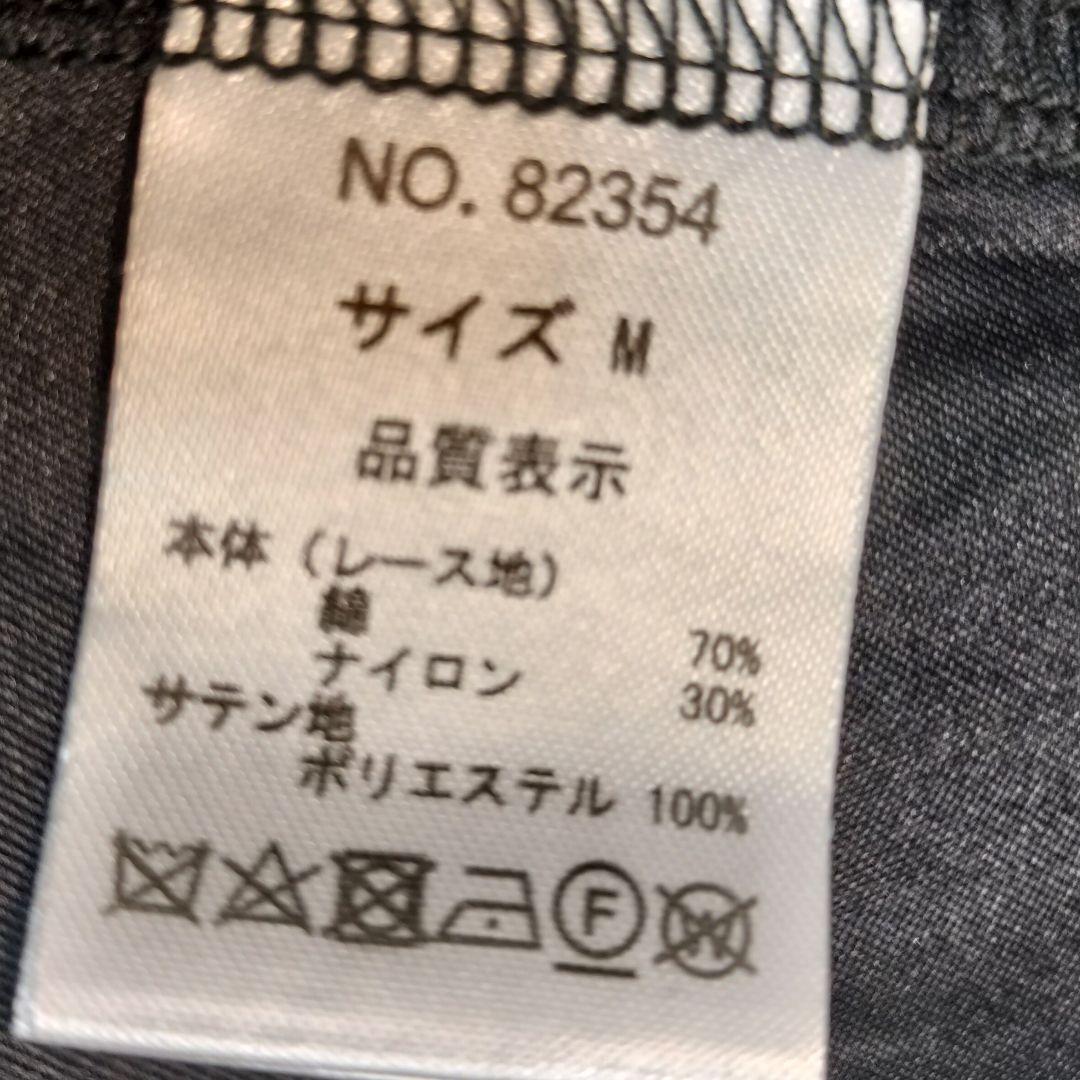 NO. 82354
サイズ M
品質表示
本体 (レース地)
綿 70%
ナイロン 30%
サテン地
ポリエステル 100%
F
W